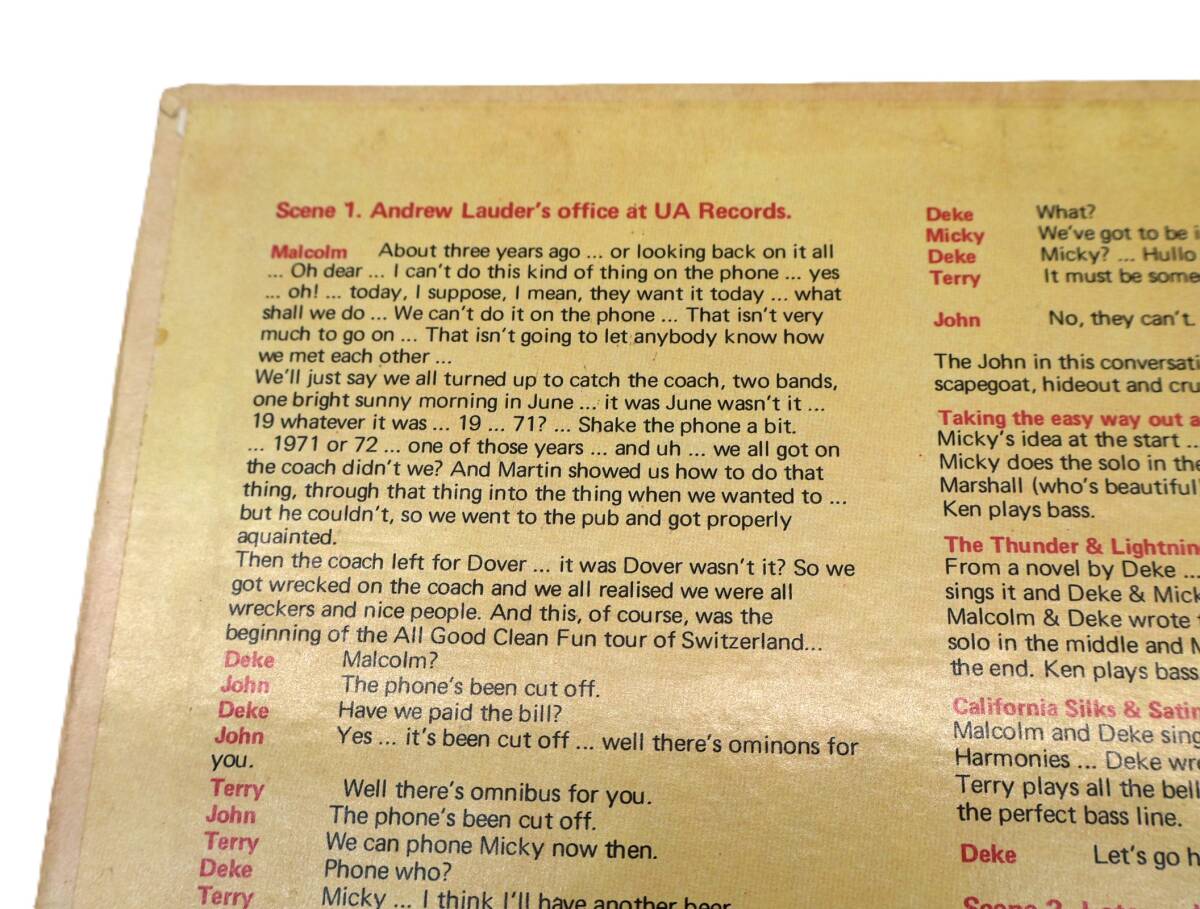 Scene 1. Andrew Lauder's office at UA Records.
Malcolm About three years ago ... or looking back on it all
... Oh dear ... I can't do this kind of thing on the phone ... yes
... oh! ... today, I suppose, I mean, they want it today ... what
shall we do ... We can't do it on the phone ... That isn't very
much to go on ... That isn't going to let anybody know how
we met each other ...
We'll just say we all turned up to catch the coach, two bands,
one bright sunny morning in June ... it was June wasn't it ...
19 whatever it was ... 19 ... 71? ... Shake the phone a bit.
... 1971 or 72 ... one of those years ... and uh ... we all got on
the coach didn't we? And Martin showed us how to do that
thing, through that thing into the thing when we wanted to ...
but he couldn't, so we went to the pub and got properly
aquainted.
Then the coach left for Dover ... it was Dover wasn't it? So we
got wrecked on the coach and we all realised we were all
wreckers and nice people. And this, of course, was the
beginning of the All Good Clean Fun tour of Switzerland...
Deke Malcolm?
John The phone's been cut off.
Deke Have we paid the bill?
John Yes ... it's been cut off ... well there's ominons for
you.
Terry Well there's omnibus for you.
John The phone's been cut off.
Terry We can phone Micky now then.
Deke Phone who?
Terry Micky ... I think I'll have another beer
Deke What?
Micky We've got to be i
Deke Micky? ... Hullo
Terry It must be some
John No, they can't.
The John in this conversati
scapegoat, hideout and cru
Taking the easy way out a
Micky's idea at the start ...
Micky does the solo in the
Marshall (who's beautiful
Ken plays bass.
The Thunder & Lightnin
From a novel by Deke ...
sings it and Deke & Mick
Malcolm & Deke wrote
solo in the middle and M
the end. Ken plays bass
California Silks & Satin
Malcolm and Deke sing
Harmonies ... Deke wr
Terry plays all the bell
the perfect bass line.
Deke Let's go h
Scene 2.